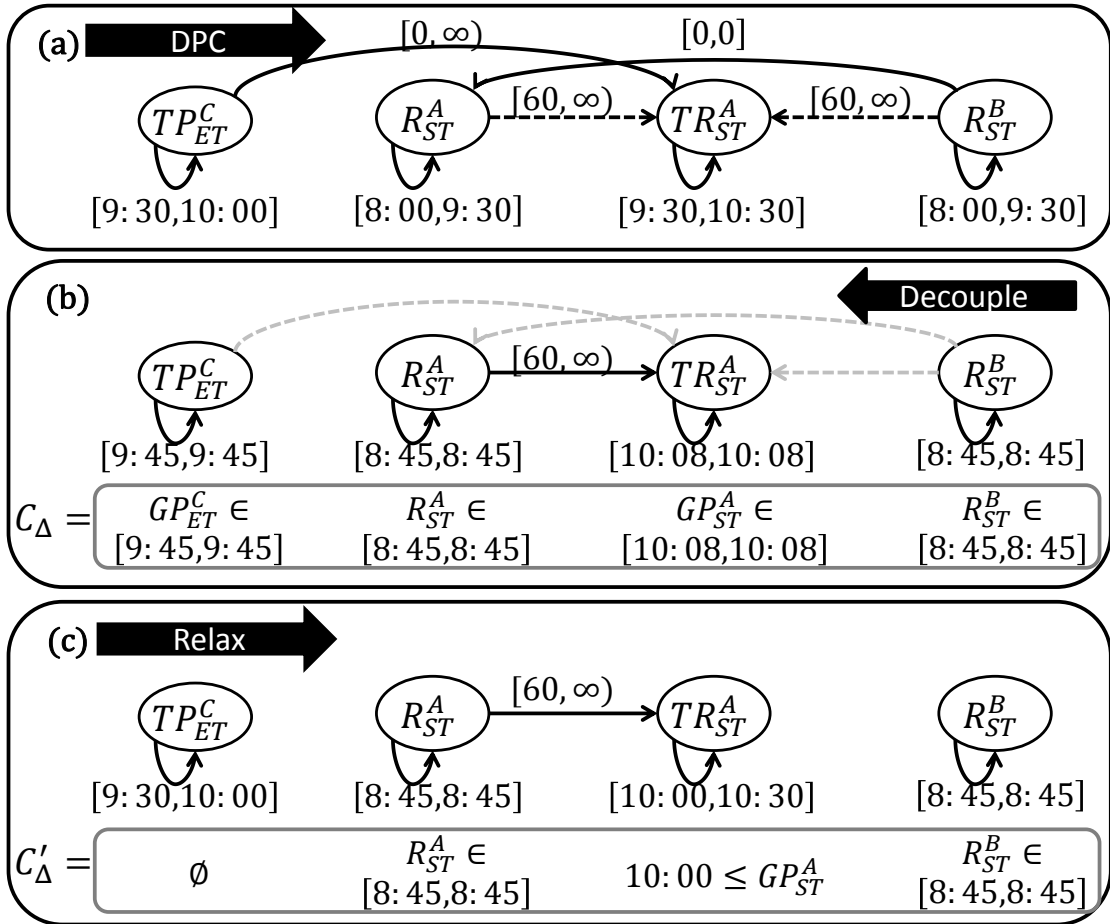 (a) DPC [0, ∞) [0,0]
[60, ∞) [60, ∞)
TP^C_ET R^A_ST TR^A_ST R^B_ST
[9: 30,10: 00] [8: 00,9: 30] [9: 30,10: 30] [8: 00,9: 30]
(b) Decouple
[60, ∞)
TP^C_ET R^A_ST TR^A_ST R^B_ST
[9: 45,9: 45] [8: 45,8: 45] [10: 08,10: 08] [8: 45,8: 45]
C_Δ = GP^C_ET ∈ R^A_ST ∈ GP^A_ST ∈ R^B_ST ∈
[9: 45,9: 45] [8: 45,8: 45] [10: 08,10: 08] [8: 45,8: 45]
(c) Relax
[60, ∞)
TP^C_ET R^A_ST TR^A_ST R^B_ST
[9: 30,10: 00] [8: 45,8: 45] [10: 00,10: 30] [8: 45,8: 45]
C′_Δ = ∅ R^A_ST ∈ 10: 00 ≤ GP^A_ST R^B_ST ∈
[8: 45,8: 45] [8: 45,8: 45]